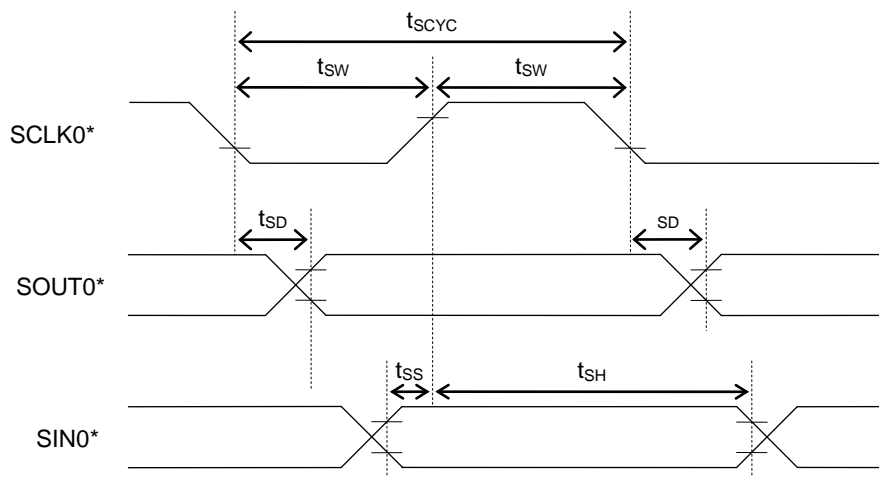 tSCYC
tSW tSW
SCLK0*
tSD SD
SOUT0*
tSS tSH
SIN0*